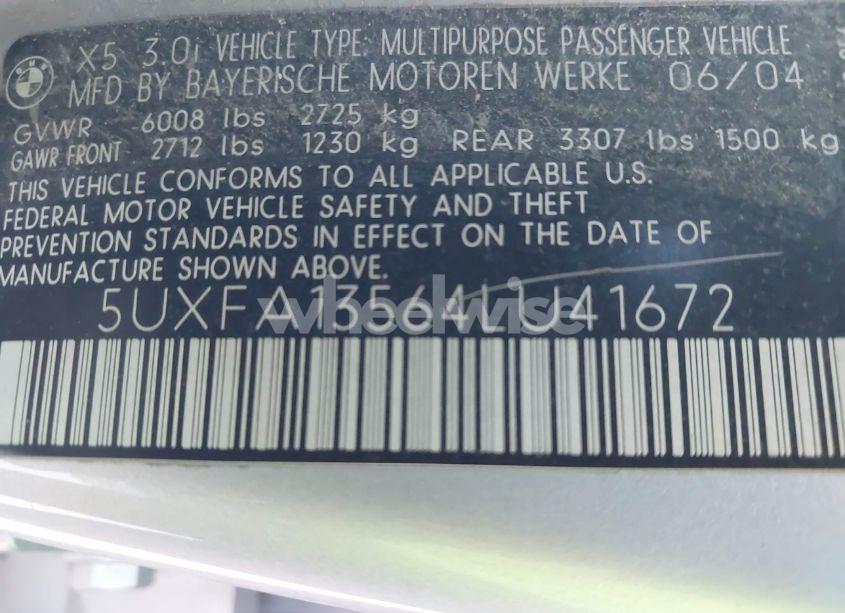 X5 3.0i VEHICLE TYPE: MULTIPURPOSE PASSENGER VEHICLE
MFD BY BAYERISCHE MOTOREN WERKE 06/04
GVWR 6008 lbs 2725 kg
GAWR FRONT 2712 lbs 1230 kg REAR 3307 lbs 1500 kg
THIS VEHICLE CONFORMS TO ALL APPLICABLE U.S.
FEDERAL MOTOR VEHICLE SAFETY AND THEFT
PREVENTION STANDARDS IN EFFECT ON THE DATE OF
MANUFACTURE SHOWN ABOVE.
5UXFA13564LU41672
wheelwise